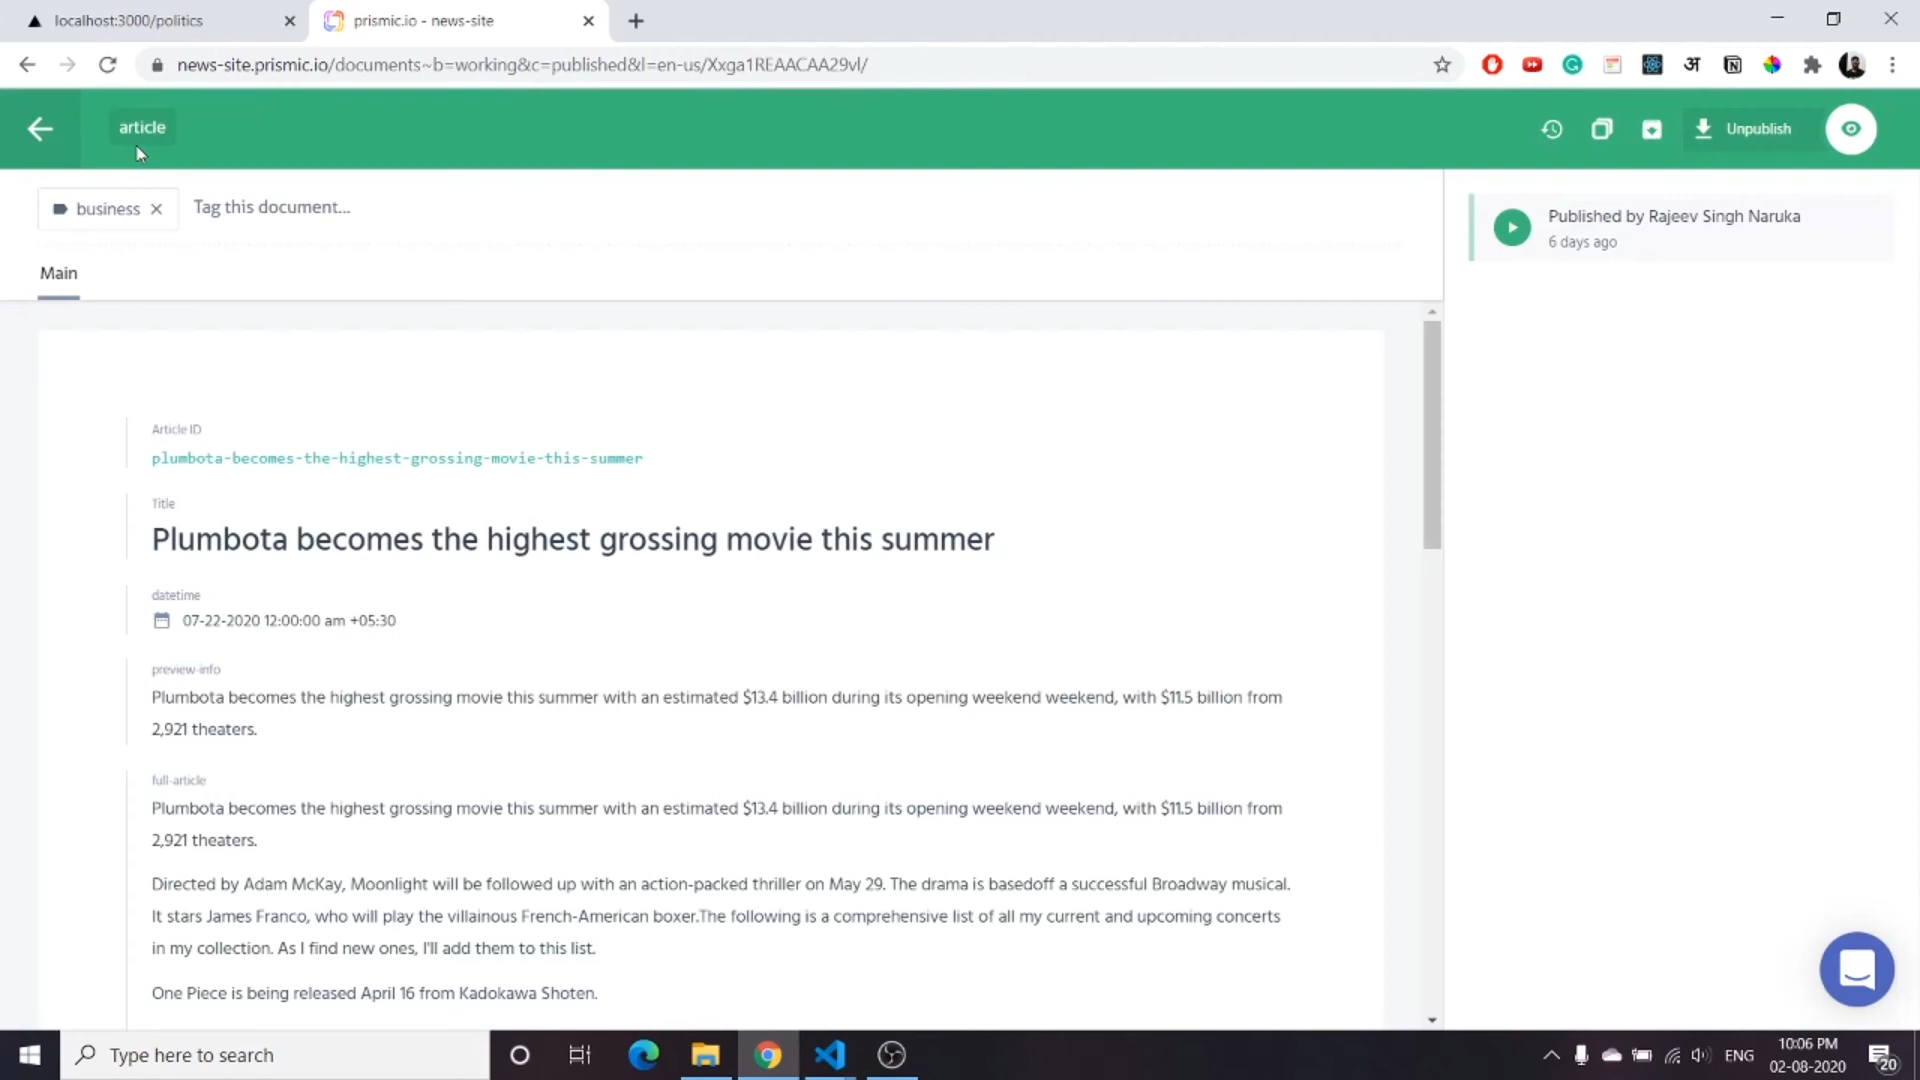 localhost:3000/politics
prismic.io - news-site
news-site.prismic.io/documents~b=working&c=published&l=en-us/Xxga1REAACAA29vl/
article
Unpublish
business
Tag this document...
Published by Rajeev Singh Naruka
6 days ago
Main
Article ID
plumbota-becomes-the-highest-grossing-movie-this-summer
Title
Plumbota becomes the highest grossing movie this summer
datetime
07-22-2020 12:00:00 am +05:30
preview-info
Plumbota becomes the highest grossing movie this summer with an estimated $13.4 billion during its opening weekend weekend, with $11.5 billion from
2,921 theaters.
full-article
Plumbota becomes the highest grossing movie this summer with an estimated $13.4 billion during its opening weekend weekend, with $11.5 billion from
2,921 theaters.
Directed by Adam McKay, Moonlight will be followed up with an action-packed thriller on May 29. The drama is basedoff a successful Broadway musical.
It stars James Franco, who will play the villainous French-American boxer.The following is a comprehensive list of all my current and upcoming concerts
in my collection. As I find new ones, I'll add them to this list.
One Piece is being released April 16 from Kadokawa Shoten.
Type here to search
ENG
10:06 PM
02-08-2020
20